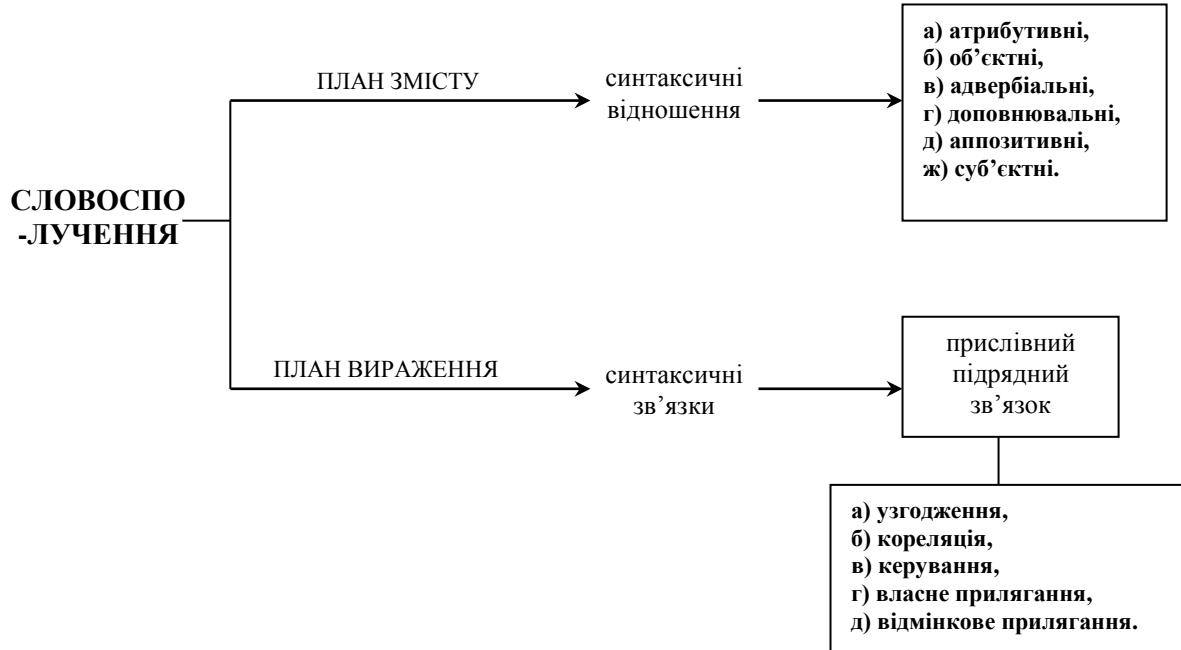 СЛОВОСПО
-ЛУЧЕННЯ
ПЛАН ЗМІСТУ
синтаксичні
відношення
а) атрибутивні,
б) об’єктні,
в) адвербіальні,
г) доповнювальні,
д) аппозитивні,
ж) суб’єктні.
ПЛАН ВИРАЖЕННЯ
синтаксичні
зв’язки
прислівний
підрядний
зв’язок
а) узгодження,
б) кореляція,
в) керування,
г) власне прилягання,
д) відмінкове прилягання.